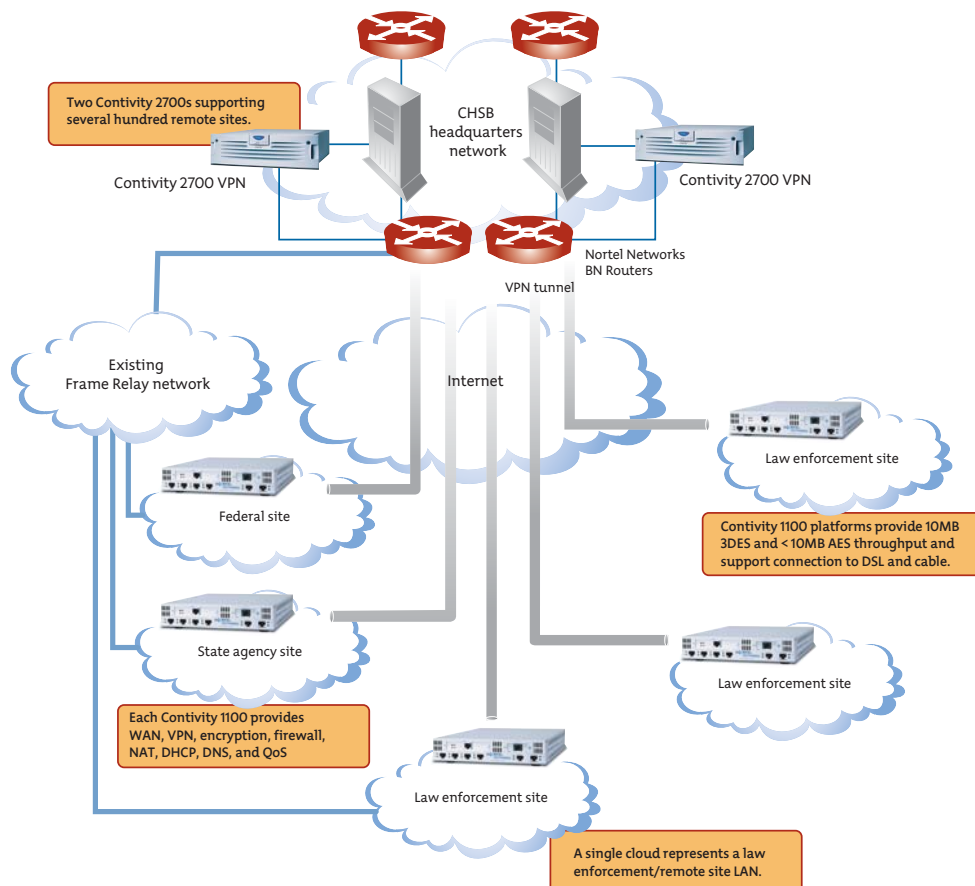 Two Contivity 2700s supporting
several hundred remote sites.
CHSB
headquarters
network
Contivity 2700 VPN
Contivity 2700 VPN
Nortel Networks
BN Routers
VPN tunnel
Existing
Frame Relay network
Internet
Law enforcement site
Federal site
Contivity 1100 platforms provide 10MB
3DES and < 10MB AES throughput and
support connection to DSL and cable.
State agency site
Law enforcement site
Each Contivity 1100 provides
WAN, VPN, encryption, firewall,
NAT, DHCP, DNS, and QoS
Law enforcement site
A single cloud represents a law
enforcement/remote site LAN.